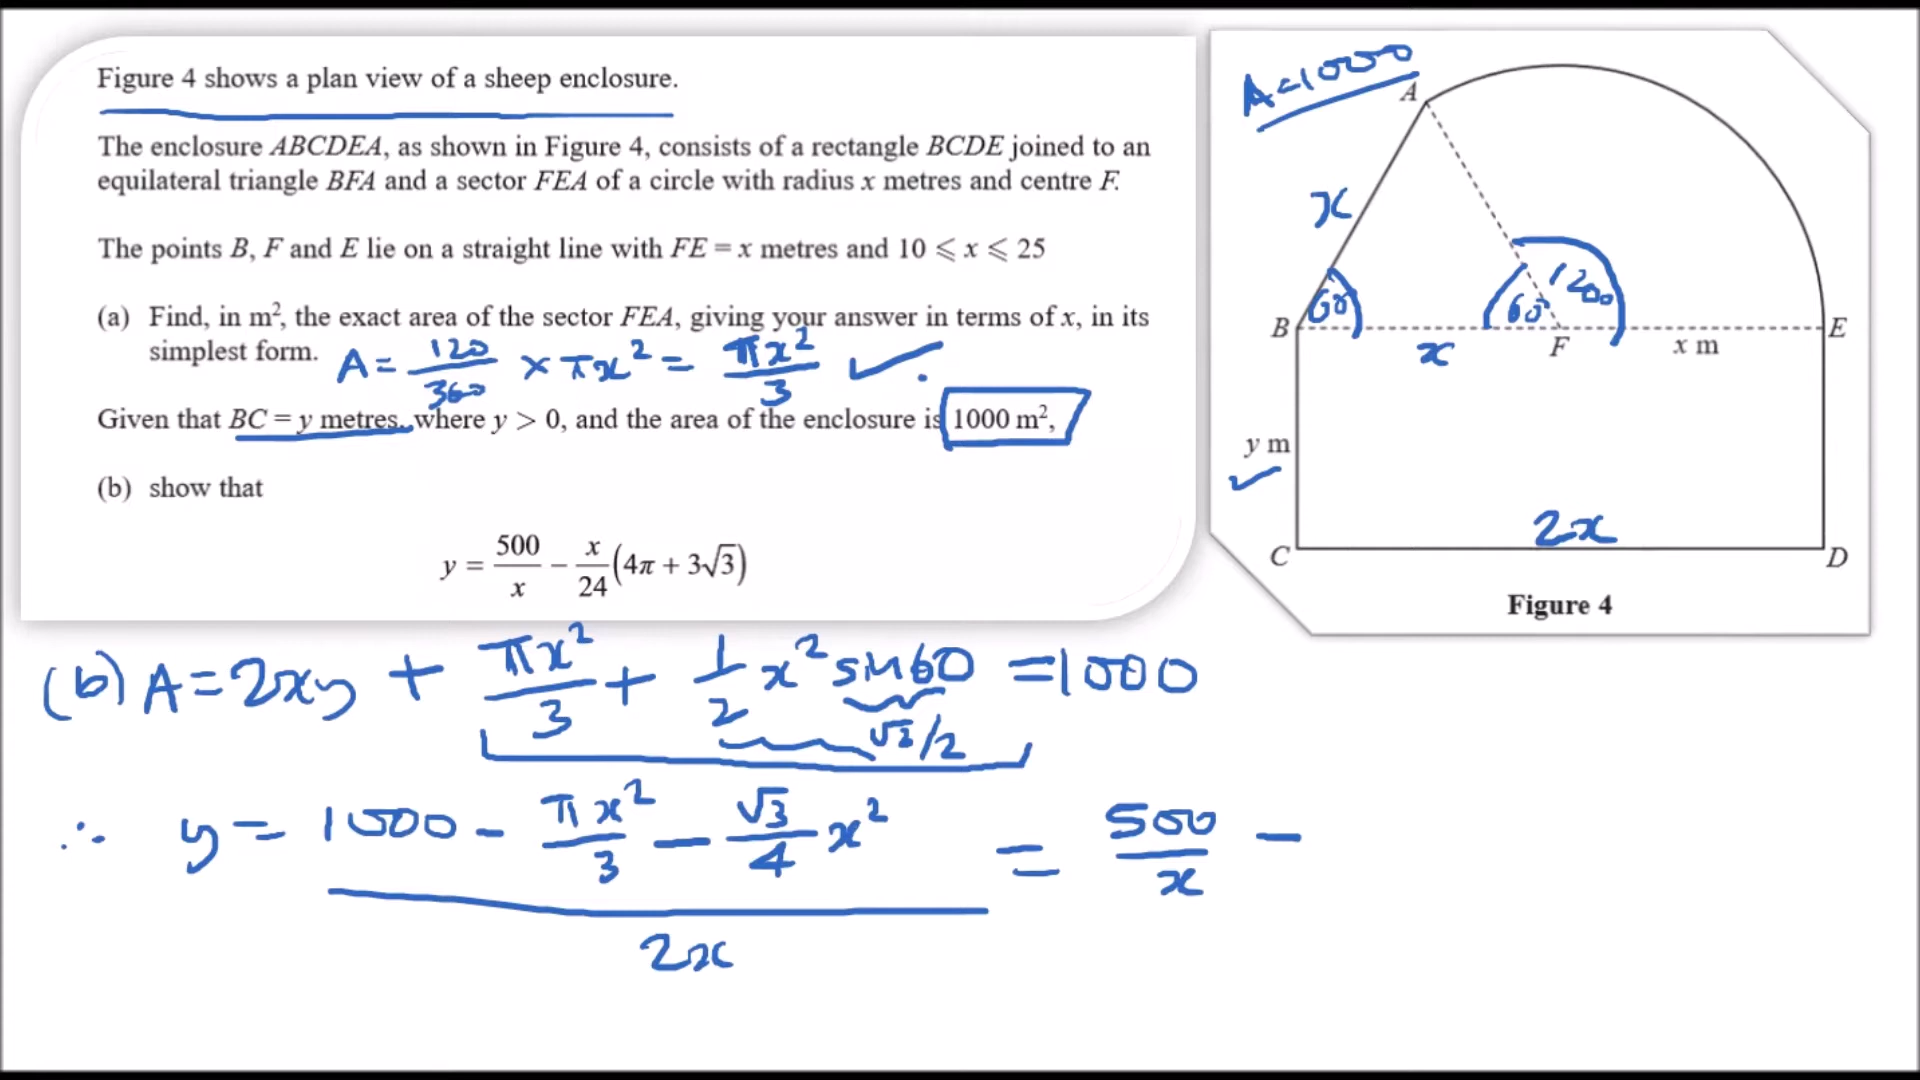 Figure 4 shows a plan view of a sheep enclosure.
The enclosure ABCDEA, as shown in Figure 4, consists of a rectangle BCDE joined to an
equilateral triangle BFA and a sector FEA of a circle with radius x metres and centre F.
The points B, F and E lie on a straight line with FE = x metres and 10 ⩽ x ⩽ 25
(a) Find, in m², the exact area of the sector FEA, giving your answer in terms of x, in its
simplest form. A = 120/360 × πx² = πx²/3 ✓.
Given that BC = y metres, where y > 0, and the area of the enclosure is 1000 m²,
(b) show that
y = 500/x − x/24 (4π + 3√3)
A=1000
A
x
60
60
120
B
x
F
x m
E
y m
✓
2x
C
D
Figure 4
(b) A = 2xy + πx²/3 + 1/2 x² sin60 = 1000
√3/2
∴ y = (1000 − πx²/3 − √3/4 x²)/2x = 500/x −